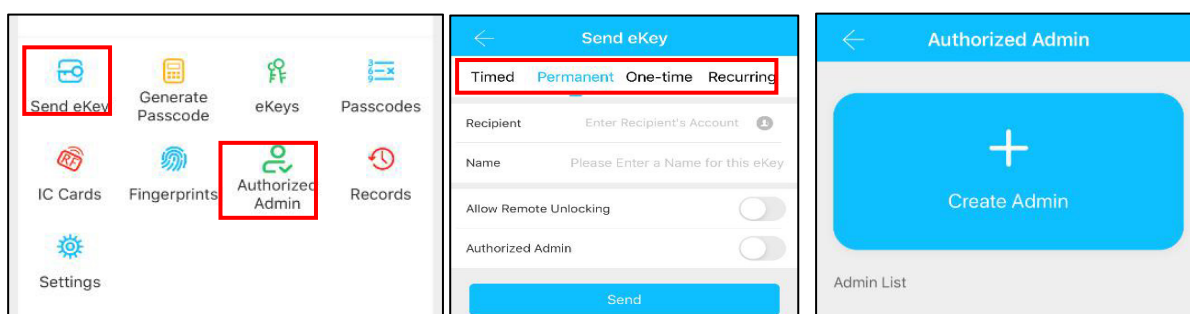 Send eKey
Generate
Passcode
eKeys
Passcodes
IC Cards
Fingerprints
Authorized
Admin
Records
Settings
Send eKey
Timed Permanent One-time Recurring
Recipient Enter Recipient's Account
Name Please Enter a Name for this eKey
Allow Remote Unlocking
Authorized Admin
Send
Authorized Admin
Create Admin
Admin List